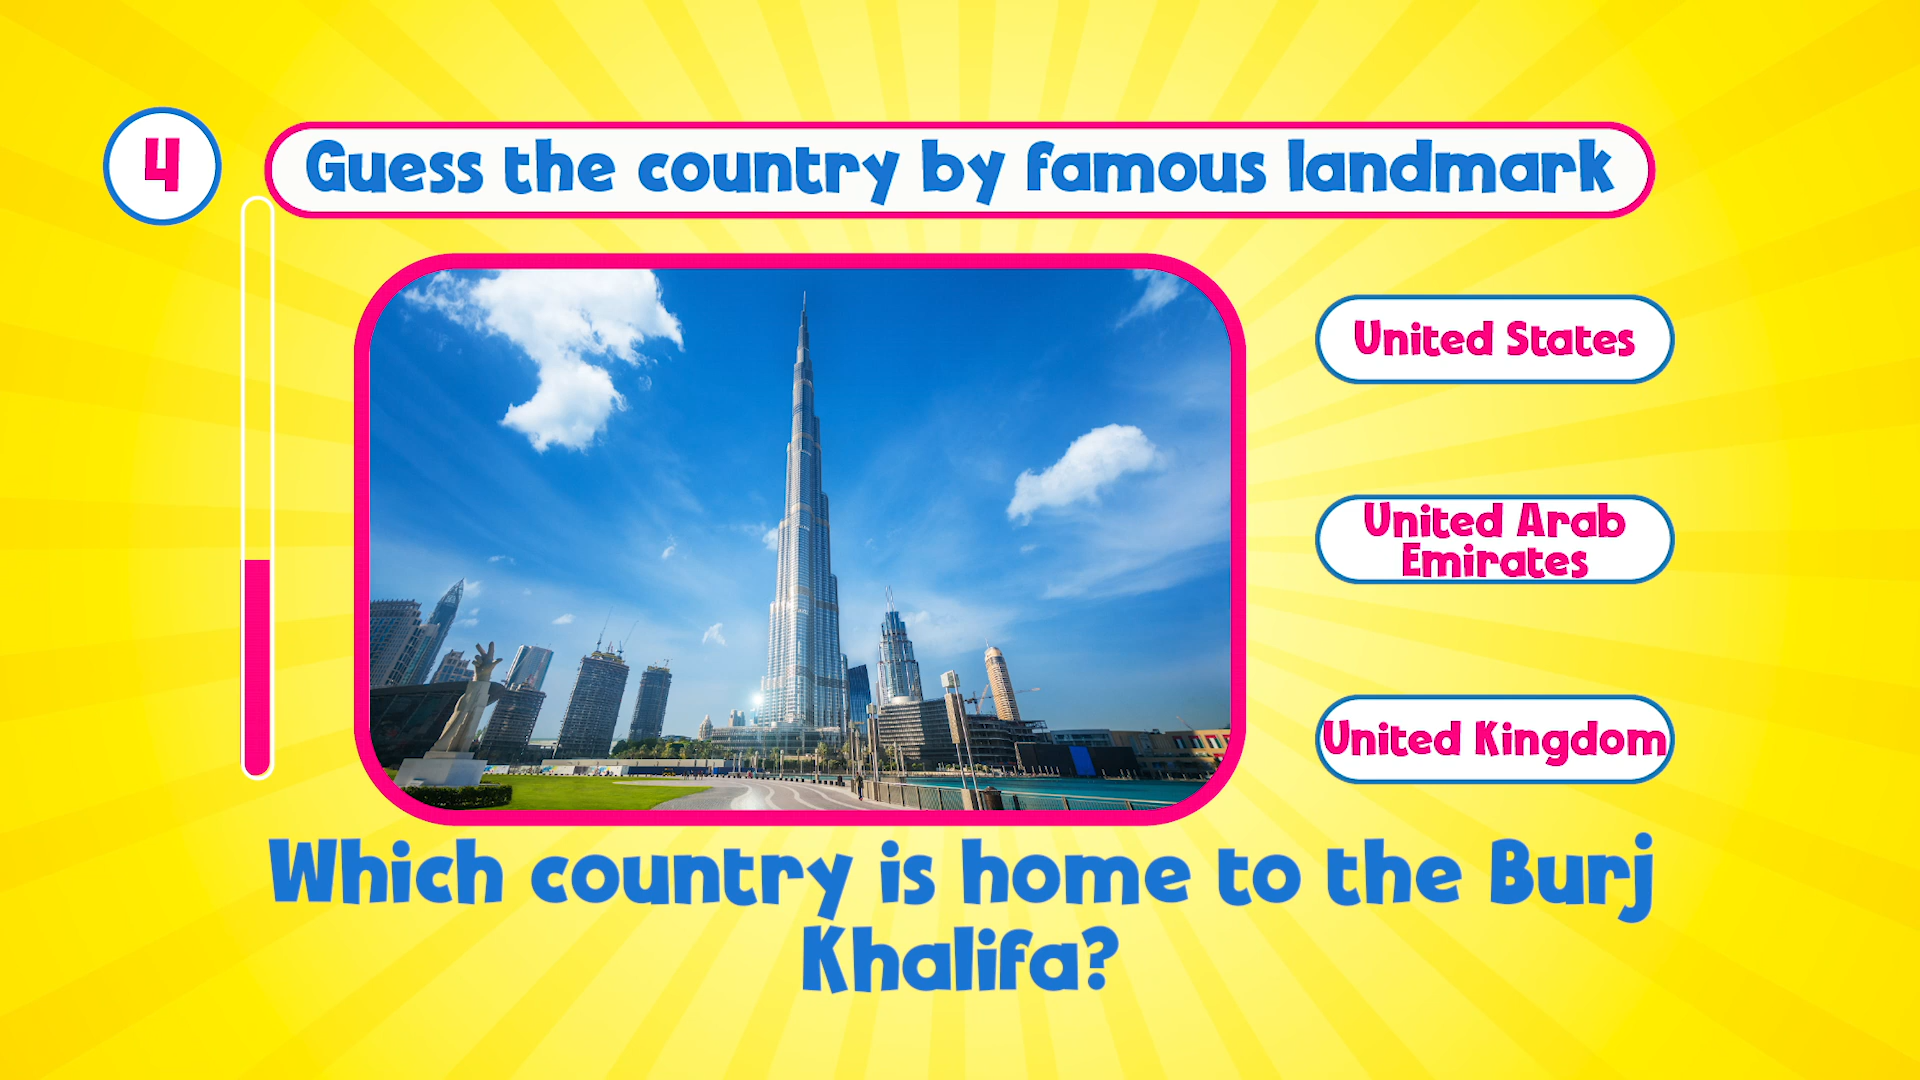 4
Guess the country by famous landmark
United States
United Arab
Emirates
United Kingdom
Which country is home to the Burj
Khalifa?